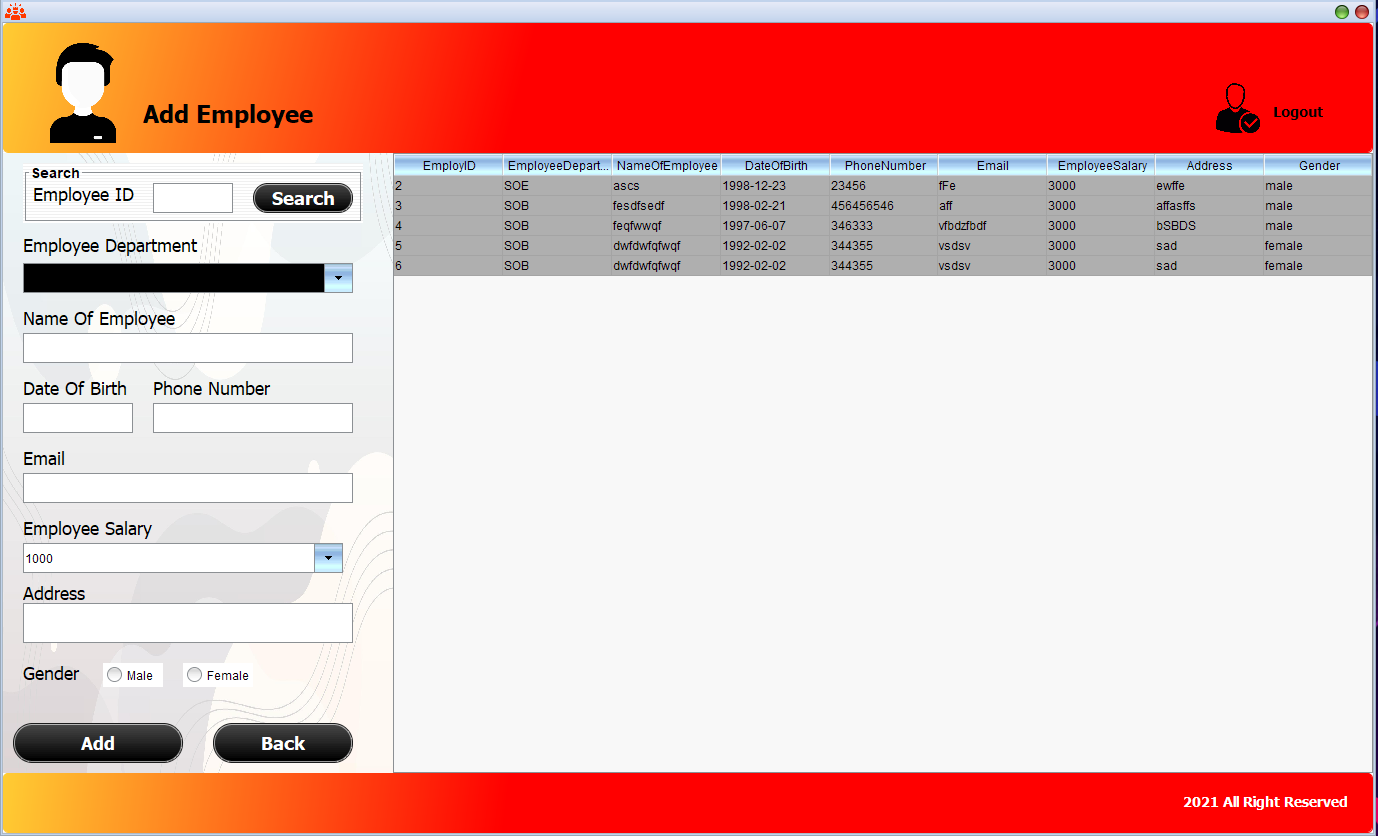 Add Employee
Logout
Search
Employee ID
Search
Employee Department
Name Of Employee
Date Of Birth Phone Number
Email
Employee Salary
1000
Address
Gender Male Female
Add Back
EmployID EmployeeDepart... NameOfEmployee DateOfBirth PhoneNumber Email EmployeeSalary Address Gender
2 SOE ascs 1998-12-23 23456 fFe 3000 ewffe male
3 SOB fesdfsedf 1998-02-21 456456546 aff 3000 affasffs male
4 SOB feqfwwqf 1997-06-07 346333 vfbdzfbdf 3000 bSBDS male
5 SOB dwfdwfqfwqf 1992-02-02 344355 vsdsv 3000 sad female
6 SOB dwfdwfqfwqf 1992-02-02 344355 vsdsv 3000 sad female
2021 All Right Reserved